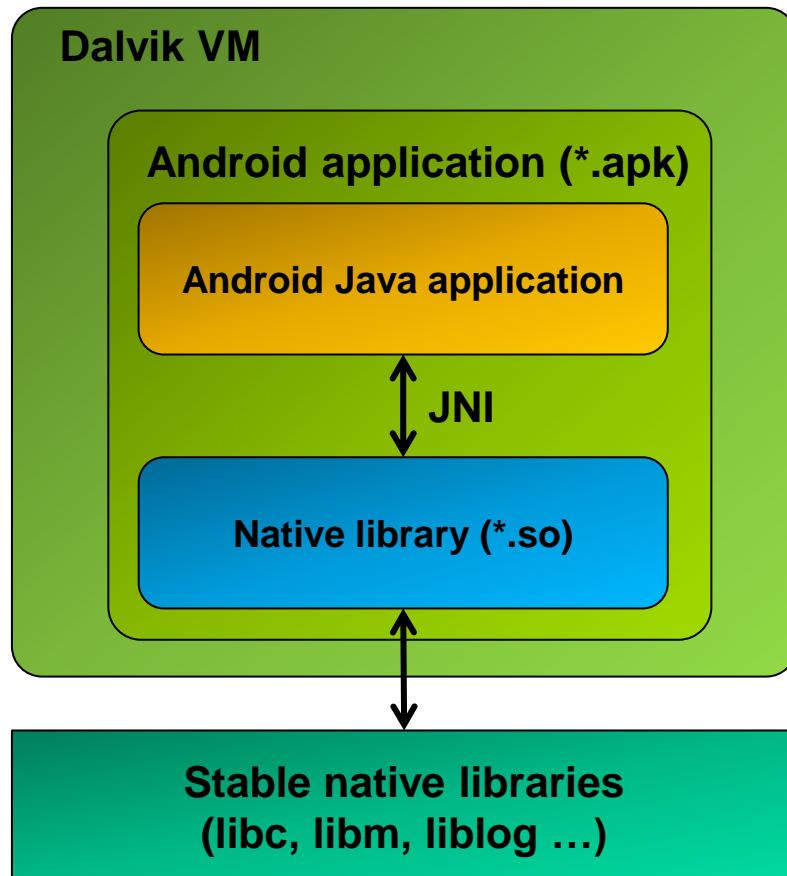 Dalvik VM
Android application (*.apk)
Android Java application
JNI
Native library (*.so)
Stable native libraries
(libc, libm, liblog …)